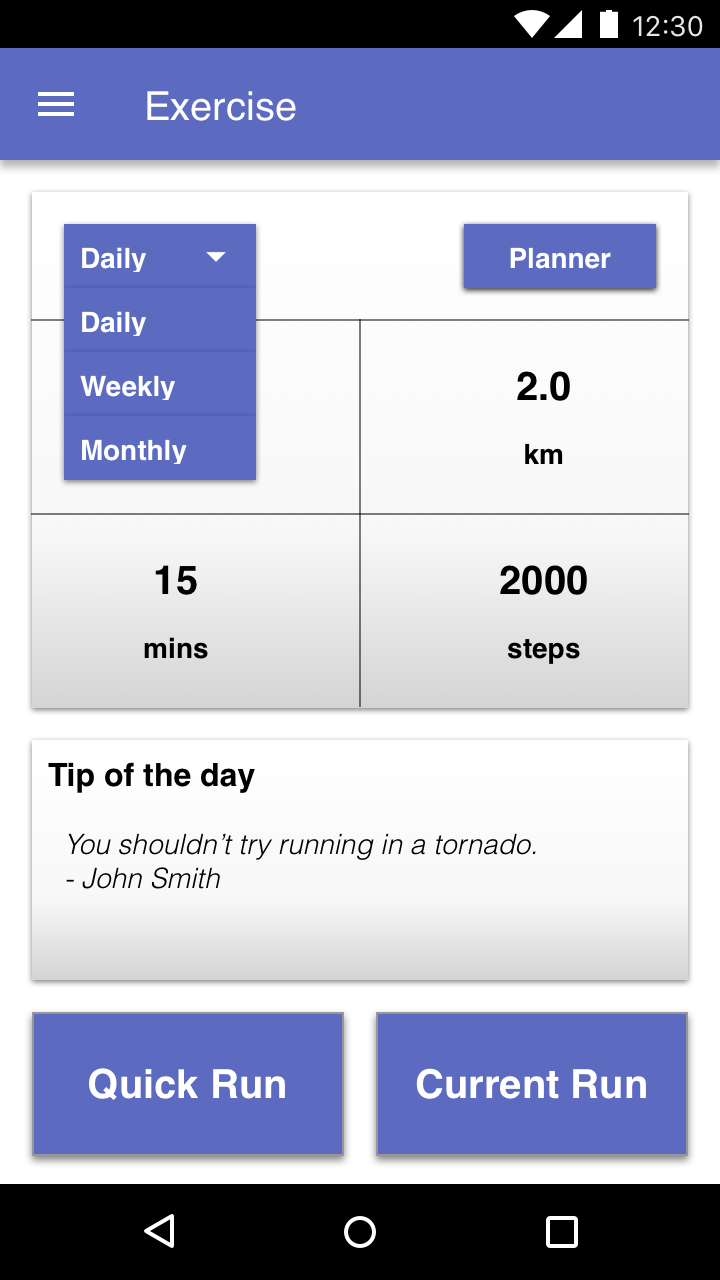 12:30
Exercise
Daily
Planner
Daily
Weekly
Monthly
2.0
km
15
mins
2000
steps
Tip of the day
You shouldn’t try running in a tornado.
- John Smith
Quick Run
Current Run